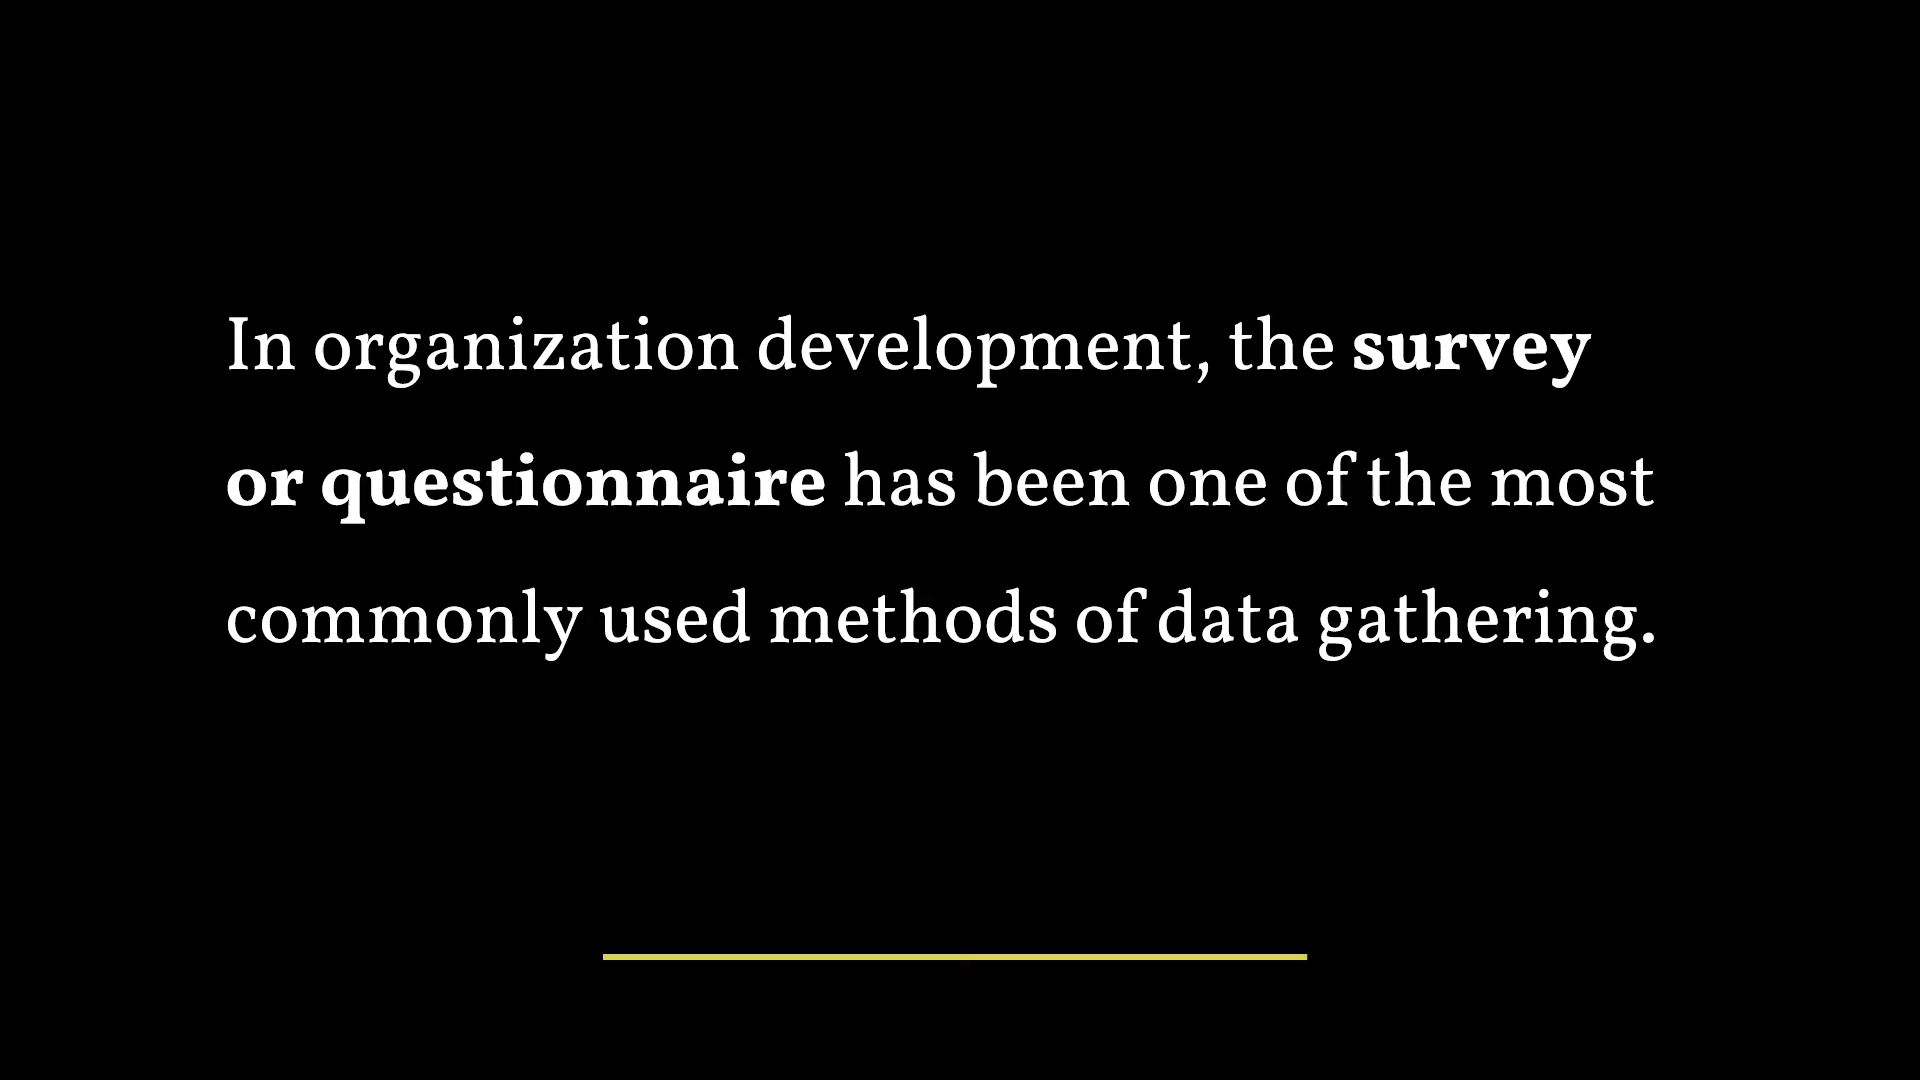 In organization development, the survey
or questionnaire has been one of the most
commonly used methods of data gathering.